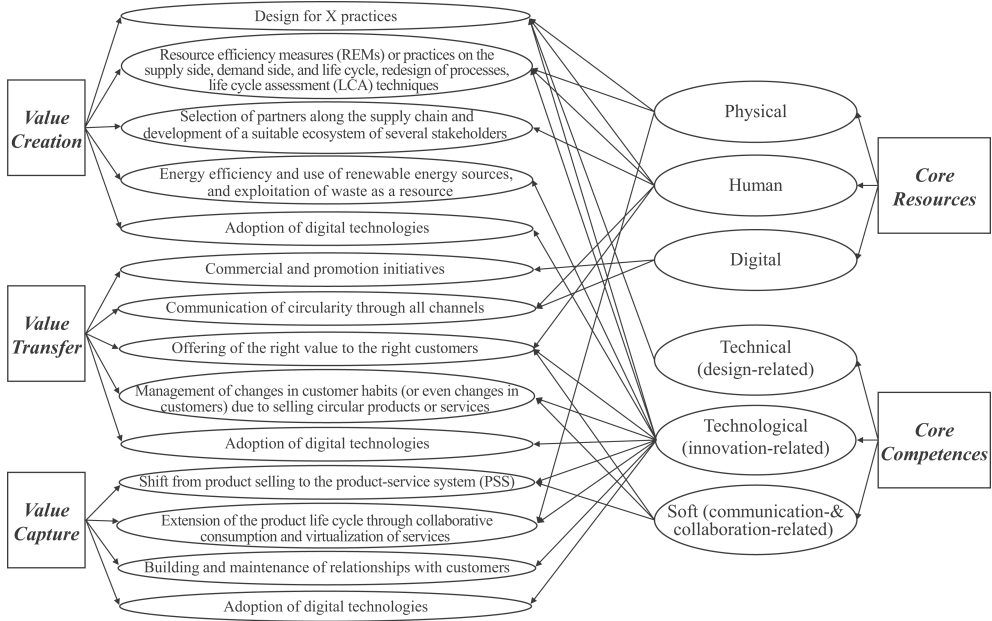 Value
Creation
Design for X practices
Resource efficiency measures (REMs) or practices on the
supply side, demand side, and life cycle, redesign of processes,
life cycle assessment (LCA) techniques
Selection of partners along the supply chain and
development of a suitable ecosystem of several stakeholders
Energy efficiency and use of renewable energy sources,
and exploitation of waste as a resource
Adoption of digital technologies
Value
Transfer
Commercial and promotion initiatives
Communication of circularity through all channels
Offering of the right value to the right customers
Management of changes in customer habits (or even changes in
customers) due to selling circular products or services
Adoption of digital technologies
Value
Capture
Shift from product selling to the product-service system (PSS)
Extension of the product life cycle through collaborative
consumption and virtualization of services
Building and maintenance of relationships with customers
Adoption of digital technologies
Physical
Human
Digital
Core
Resources
Technical
(design-related)
Technological
(innovation-related)
Soft (communication-&
collaboration-related)
Core
Competences